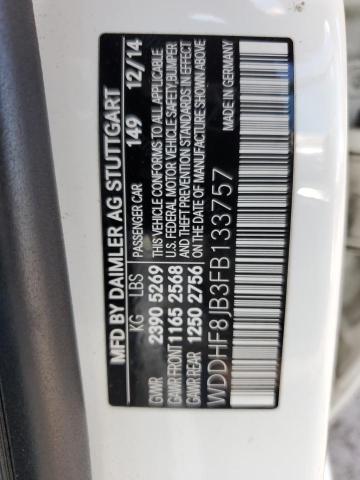 MFD BY DAIMLER AG STUTTGART
149 12/14
KG LBS PASSENGER CAR
GVWR 2390 5269
GAWR FRONT 1165 2568
GAWR REAR 1250 2756
THIS VEHICLE CONFORMS TO ALL APPLICABLE
U.S. FEDERAL MOTOR VEHICLE SAFETY,BUMPER
AND THEFT PREVENTION STANDARDS IN EFFECT
ON THE DATE OF MANUFACTURE SHOWN ABOVE
WDDHF8JB3FB133757
MADE IN GERMANY